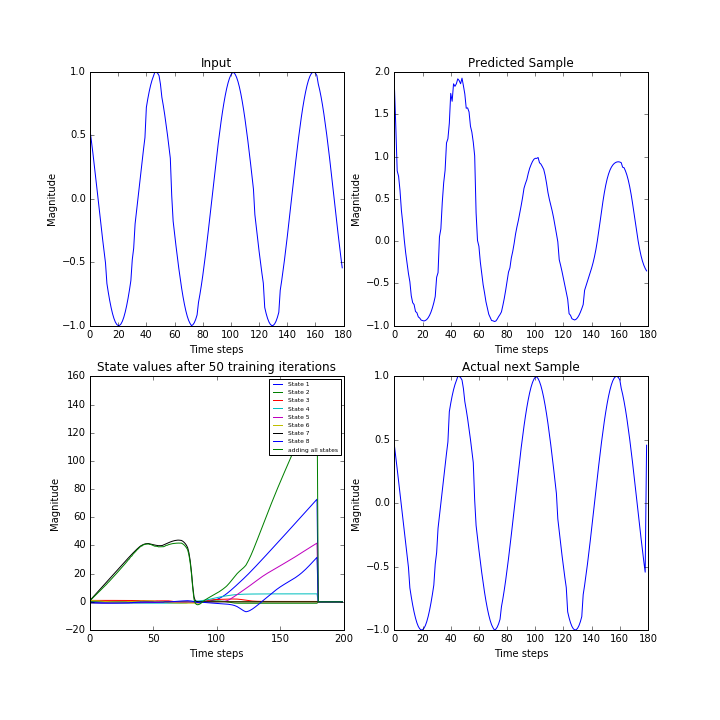 Input
Magnitude
1.0
0.5
0.0
−0.5
−1.0
0 20 40 60 80 100 120 140 160 180
Time steps
Predicted Sample
Magnitude
2.0
1.5
1.0
0.5
0.0
−0.5
−1.0
0 20 40 60 80 100 120 140 160 180
Time steps
State values after 50 training iterations
Magnitude
160
140
120
100
80
60
40
20
0
−20
0 50 100 150 200
Time steps
State 1
State 2
State 3
State 4
State 5
State 6
State 7
State 8
adding all states
Actual next Sample
Magnitude
1.0
0.5
0.0
−0.5
−1.0
0 20 40 60 80 100 120 140 160 180
Time steps